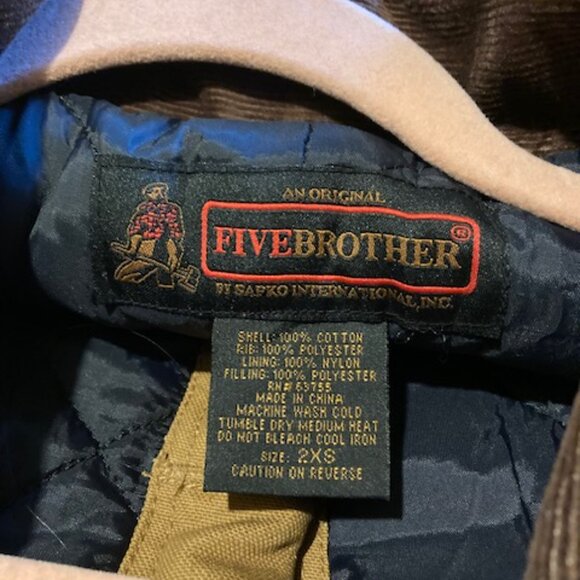 AN ORIGINAL
FIVEBROTHER®
BY SAPKO INTERNATIONAL, INC.
SHELL: 100% COTTON
RIB: 100% POLYESTER
LINING: 100% NYLON
FILLING: 100% POLYESTER
RN# 63755
MADE IN CHINA
MACHINE WASH COLD
TUMBLE DRY MEDIUM HEAT
DO NOT BLEACH COOL IRON
SIZE: 2XS
CAUTION ON REVERSE